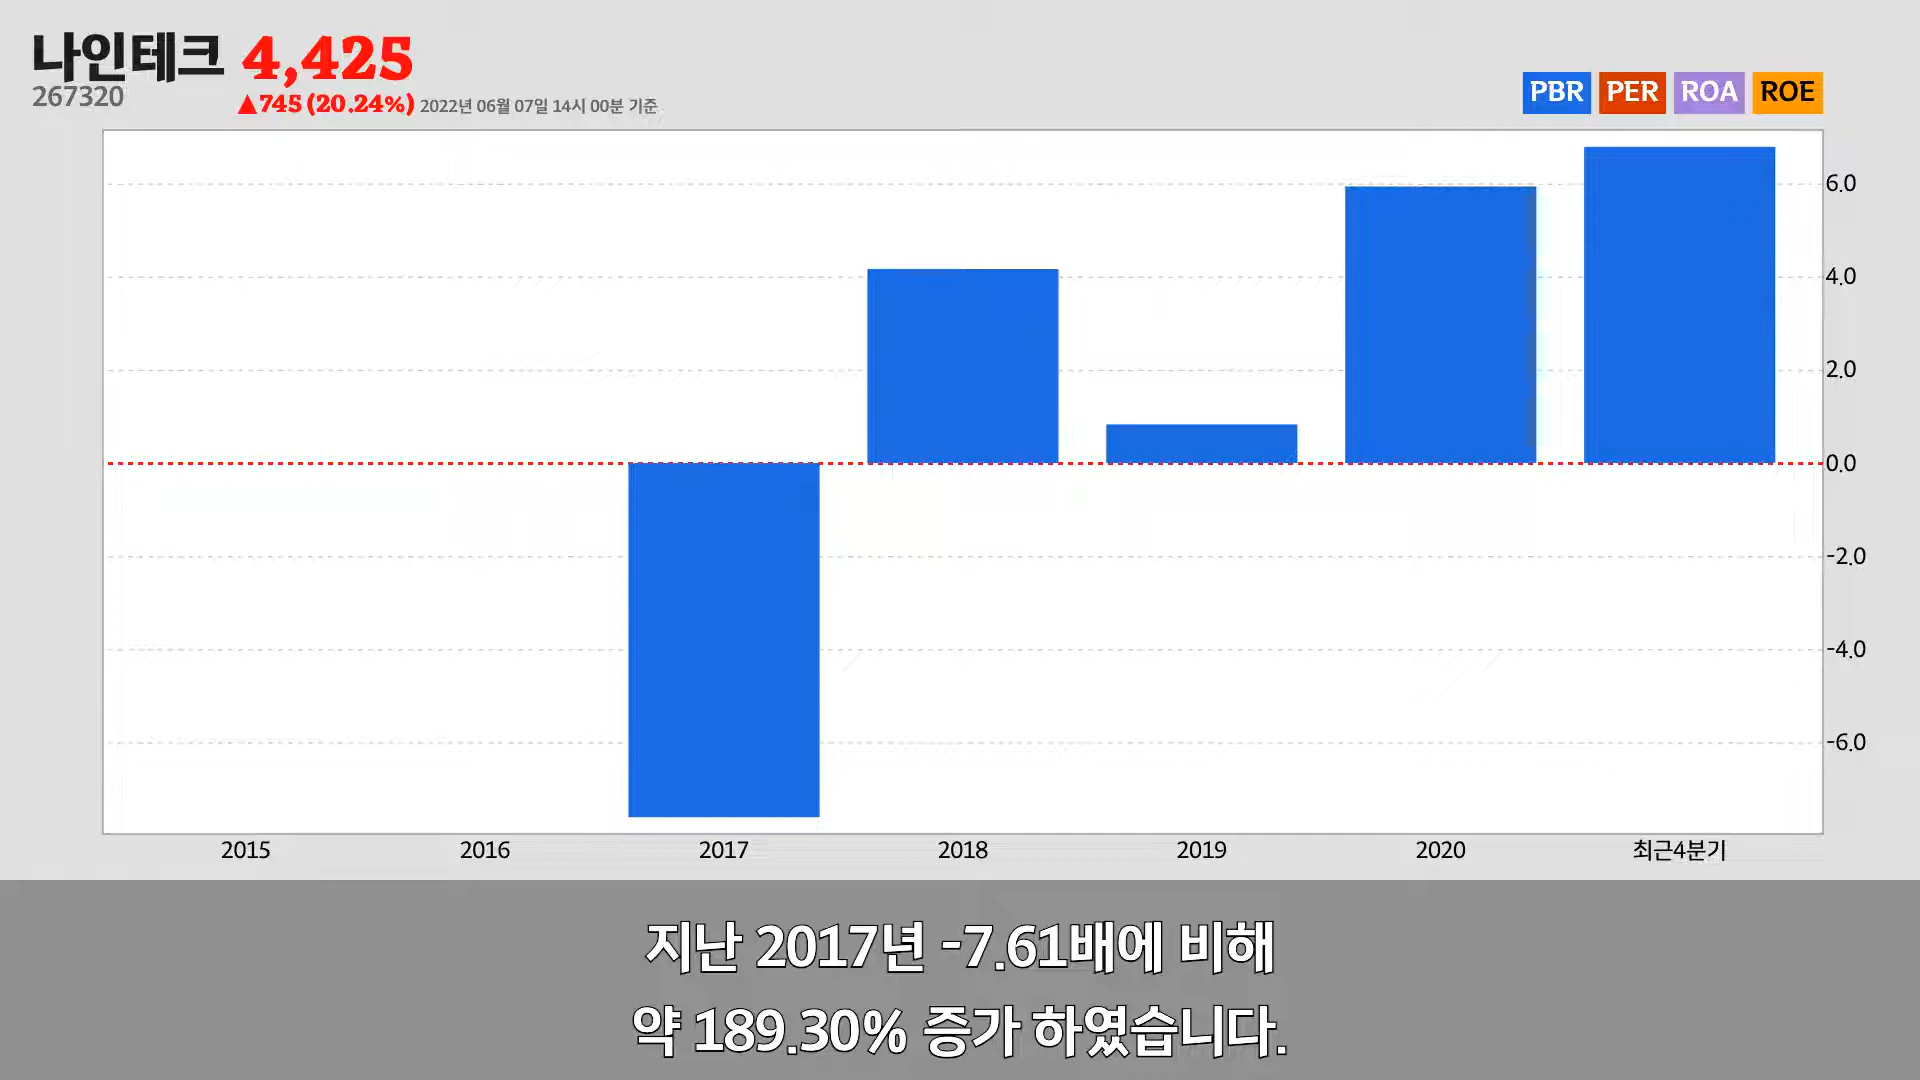 나인테크 4,425
267320
▲745 (20.24%) 2022년 06월 07일 14시 00분 기준
PBR PER ROA ROE
6.0
4.0
2.0
0.0
-2.0
-4.0
-6.0
2015 2016 2017 2018 2019 2020 최근4분기
지난 2017년 -7.61배에 비해
약 189.30% 증가 하였습니다.